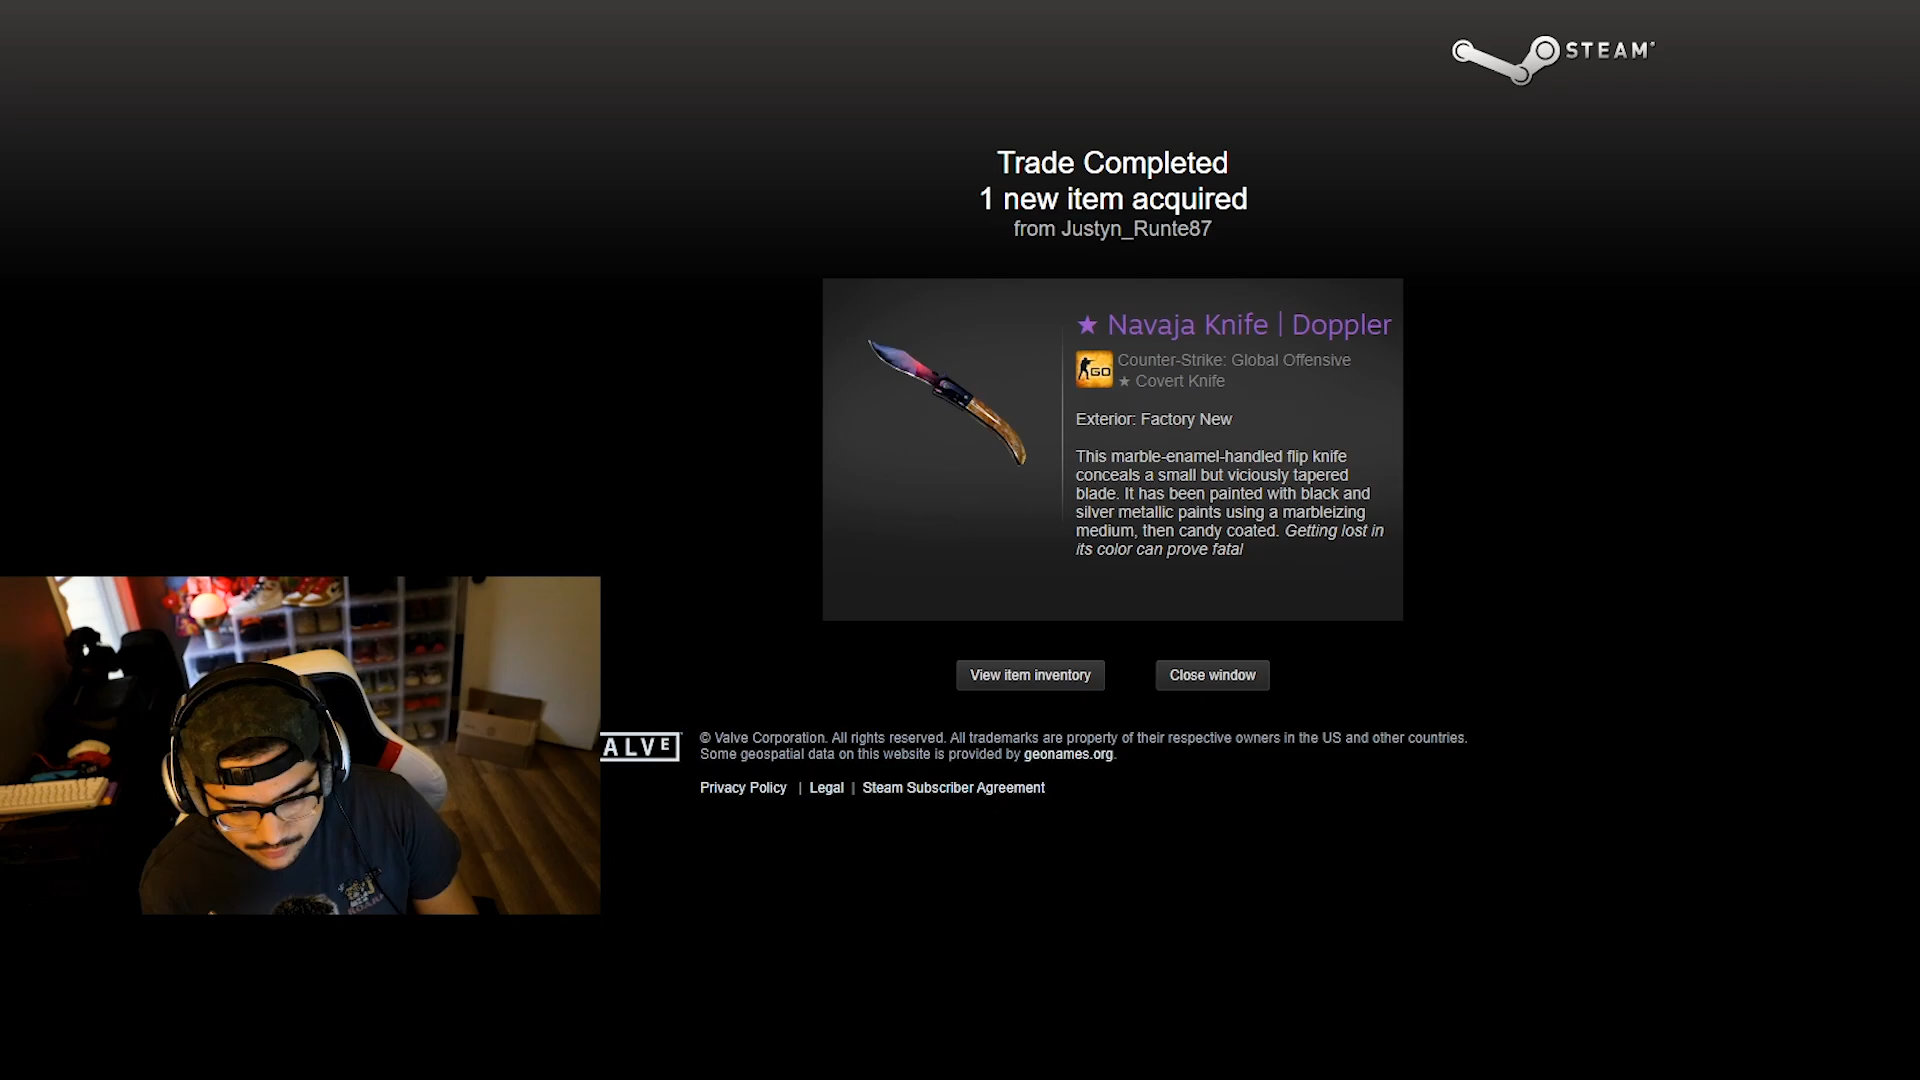 STEAM
Trade Completed
1 new item acquired
from Justyn_Runte87
★ Navaja Knife | Doppler
GO
Counter-Strike: Global Offensive
★ Covert Knife
Exterior: Factory New
This marble-enamel-handled flip knife
conceals a small but viciously tapered
blade. It has been painted with black and
silver metallic paints using a marbleizing
medium, then candy coated. Getting lost in
its color can prove fatal
View item inventory
Close window
ALVE
© Valve Corporation. All rights reserved. All trademarks are property of their respective owners in the US and other countries.
Some geospatial data on this website is provided by geonames.org.
Privacy Policy | Legal | Steam Subscriber Agreement